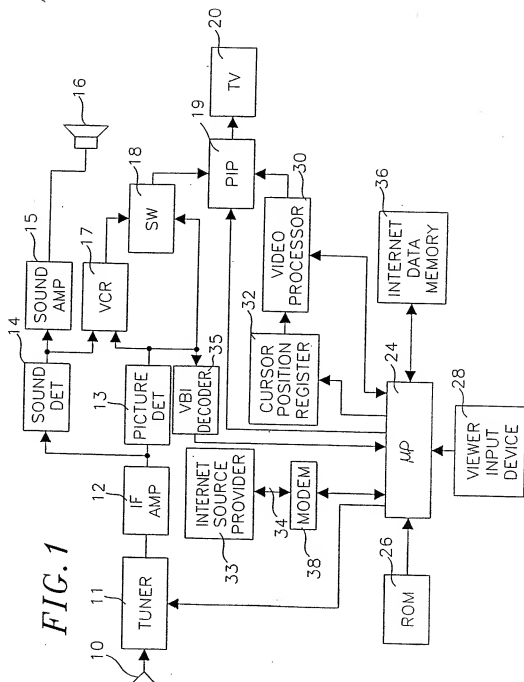 FIG. 1
10
11
TUNER
12
IF
AMP
13
PICTURE
DET
14
SOUND
DET
15
SOUND
AMP
16
17
VCR
18
SW
19
PIP
20
TV
VBI
DECODER
35
INTERNET
SOURCE
PROVIDER
33
34
MODEM
38
CURSOR
POSITION
REGISTER
32
VIDEO
PROCESSOR
30
24
μP
INTERNET
DATA
MEMORY
36
ROM
26
VIEWER
INPUT
DEVICE
28